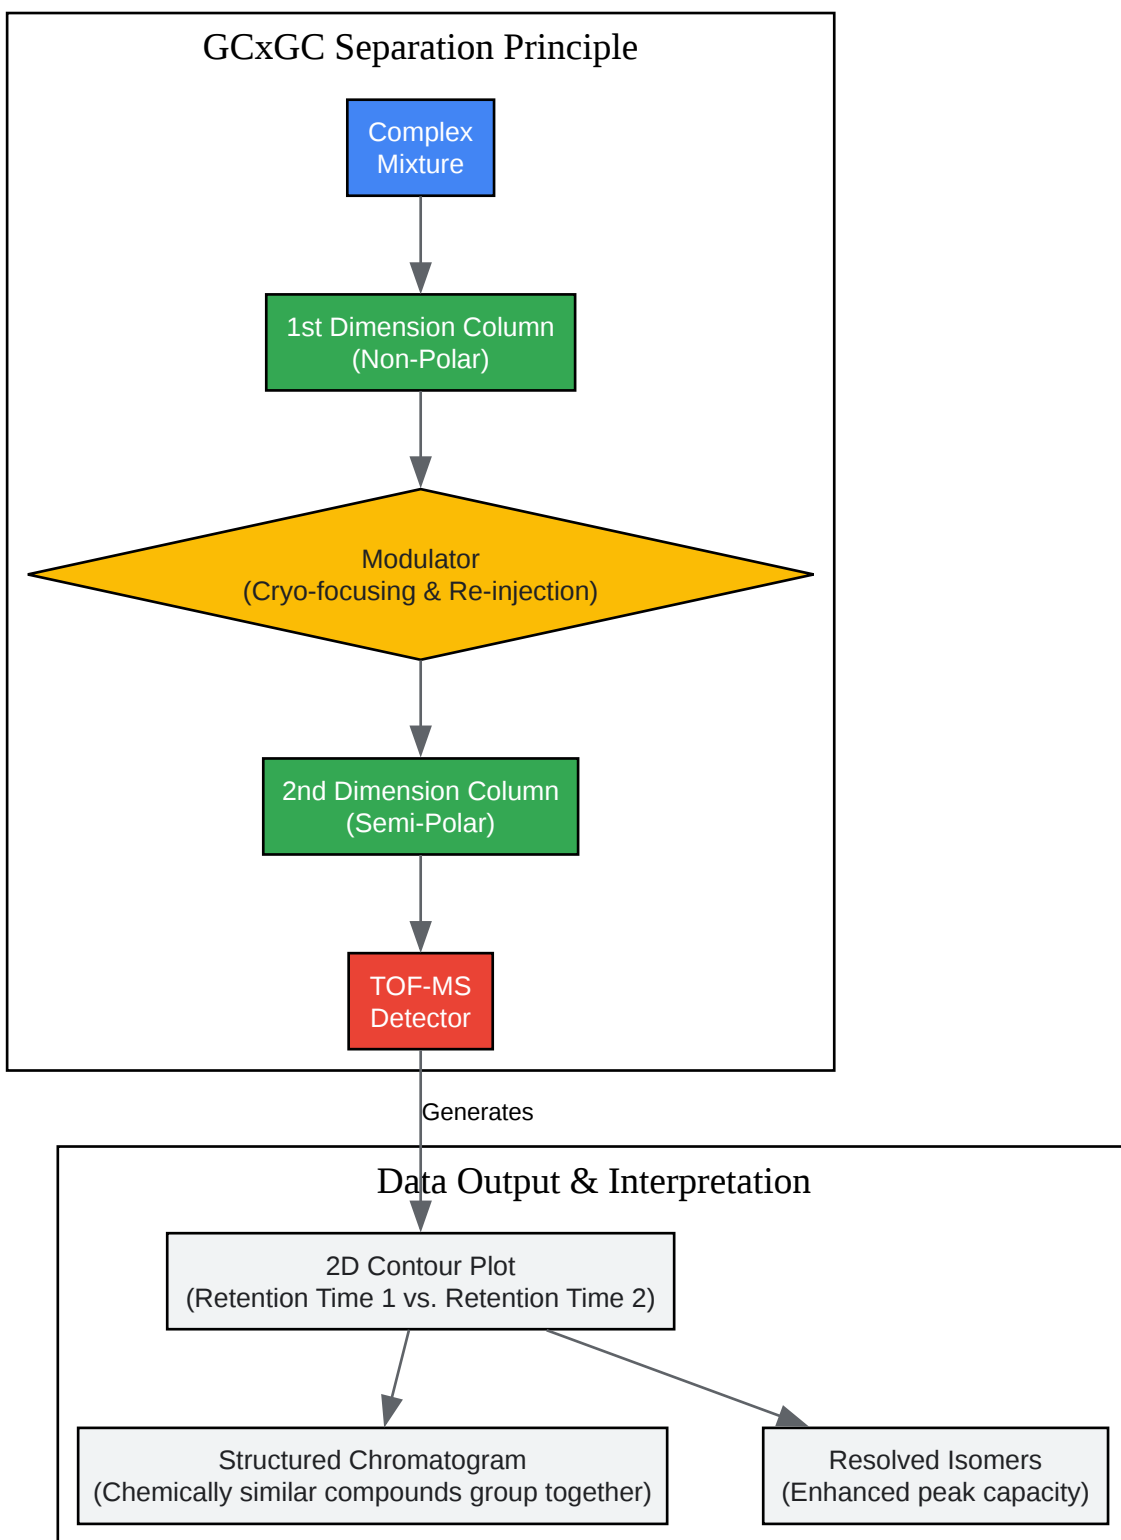 GCxGC Separation Principle
Complex
Mixture
1st Dimension Column
(Non-Polar)
Modulator
(Cryo-focusing & Re-injection)
2nd Dimension Column
(Semi-Polar)
TOF-MS
Detector
Generates
Data Output & Interpretation
2D Contour Plot
(Retention Time 1 vs. Retention Time 2)
Structured Chromatogram
(Chemically similar compounds group together)
Resolved Isomers
(Enhanced peak capacity)